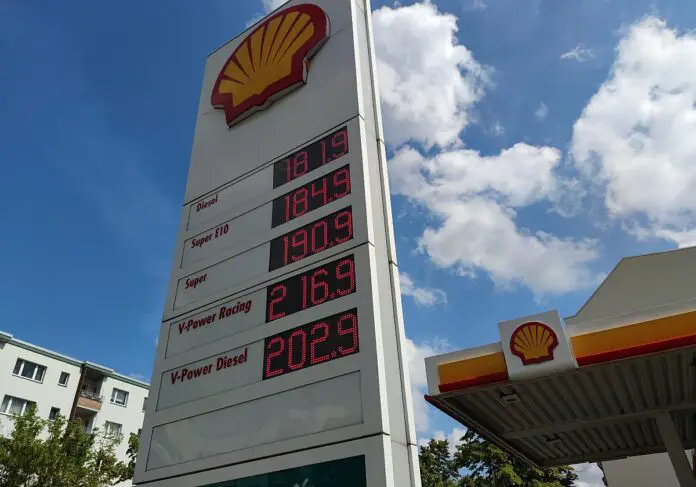 Diesel 181.9
Super E10 184.9
Super 190.9
V-Power Racing 216.9
V-Power Diesel 202.9